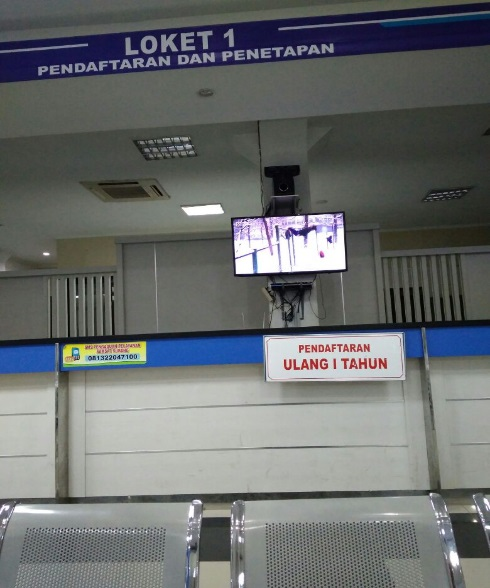 LOKET 1
PENDAFTARAN DAN PENETAPAN
081322647100
PENDAFTARAN
ULANG I TAHUN